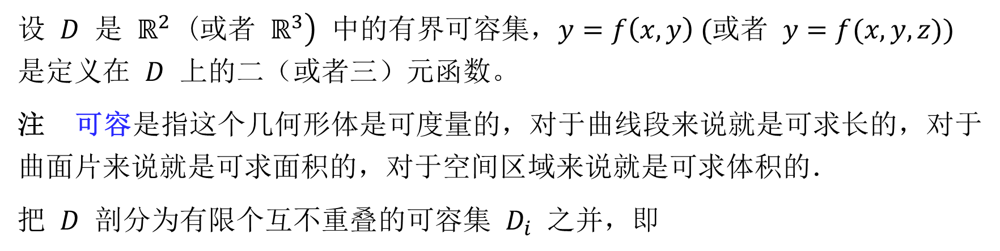 设 D 是 ℝ² (或者 ℝ³) 中的有界可容集，y = f(x, y) (或者 y = f(x, y, z))
是定义在 D 上的二（或者三）元函数。
注 可容是指这个几何形体是可度量的，对于曲线段来说就是可求长的，对于
曲面片来说就是可求面积的，对于空间区域来说就是可求体积的.
把 D 剖分为有限个互不重叠的可容集 Dᵢ 之并，即